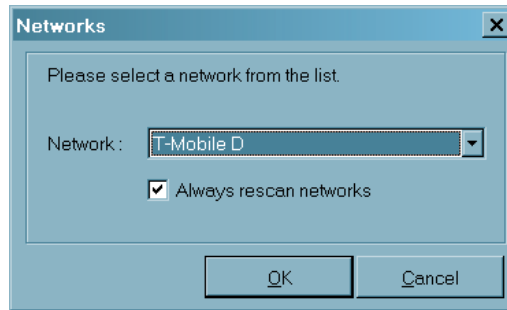 Networks
Please select a network from the list.
Network : T-Mobile D
Always rescan networks
OK Cancel